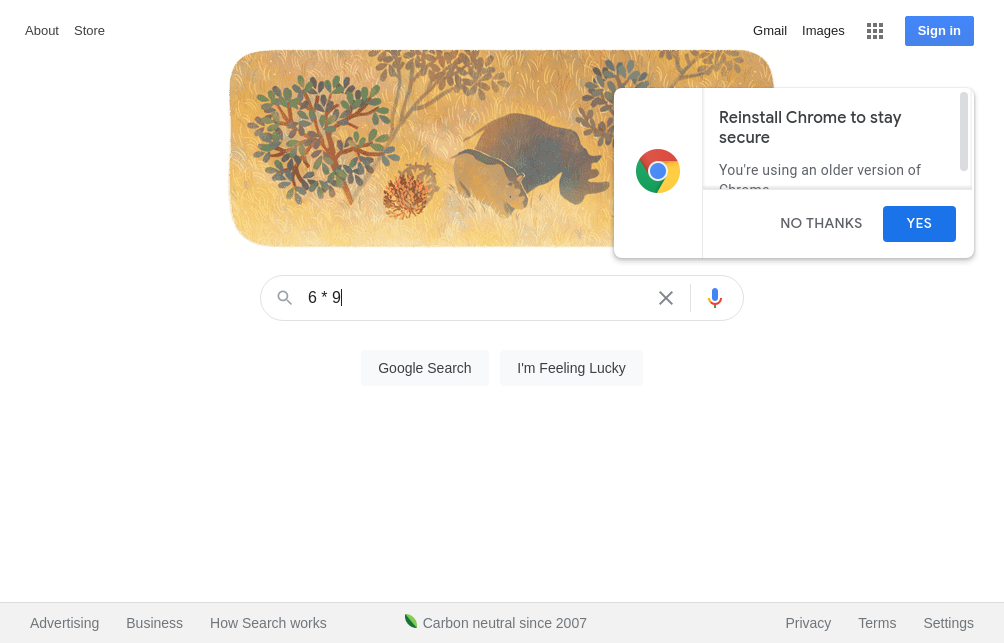 About Store
Gmail Images Sign in
Reinstall Chrome to stay
secure
You're using an older version of
NO THANKS YES
6 * 9
Google Search I'm Feeling Lucky
Advertising Business How Search works Carbon neutral since 2007 Privacy Terms Settings